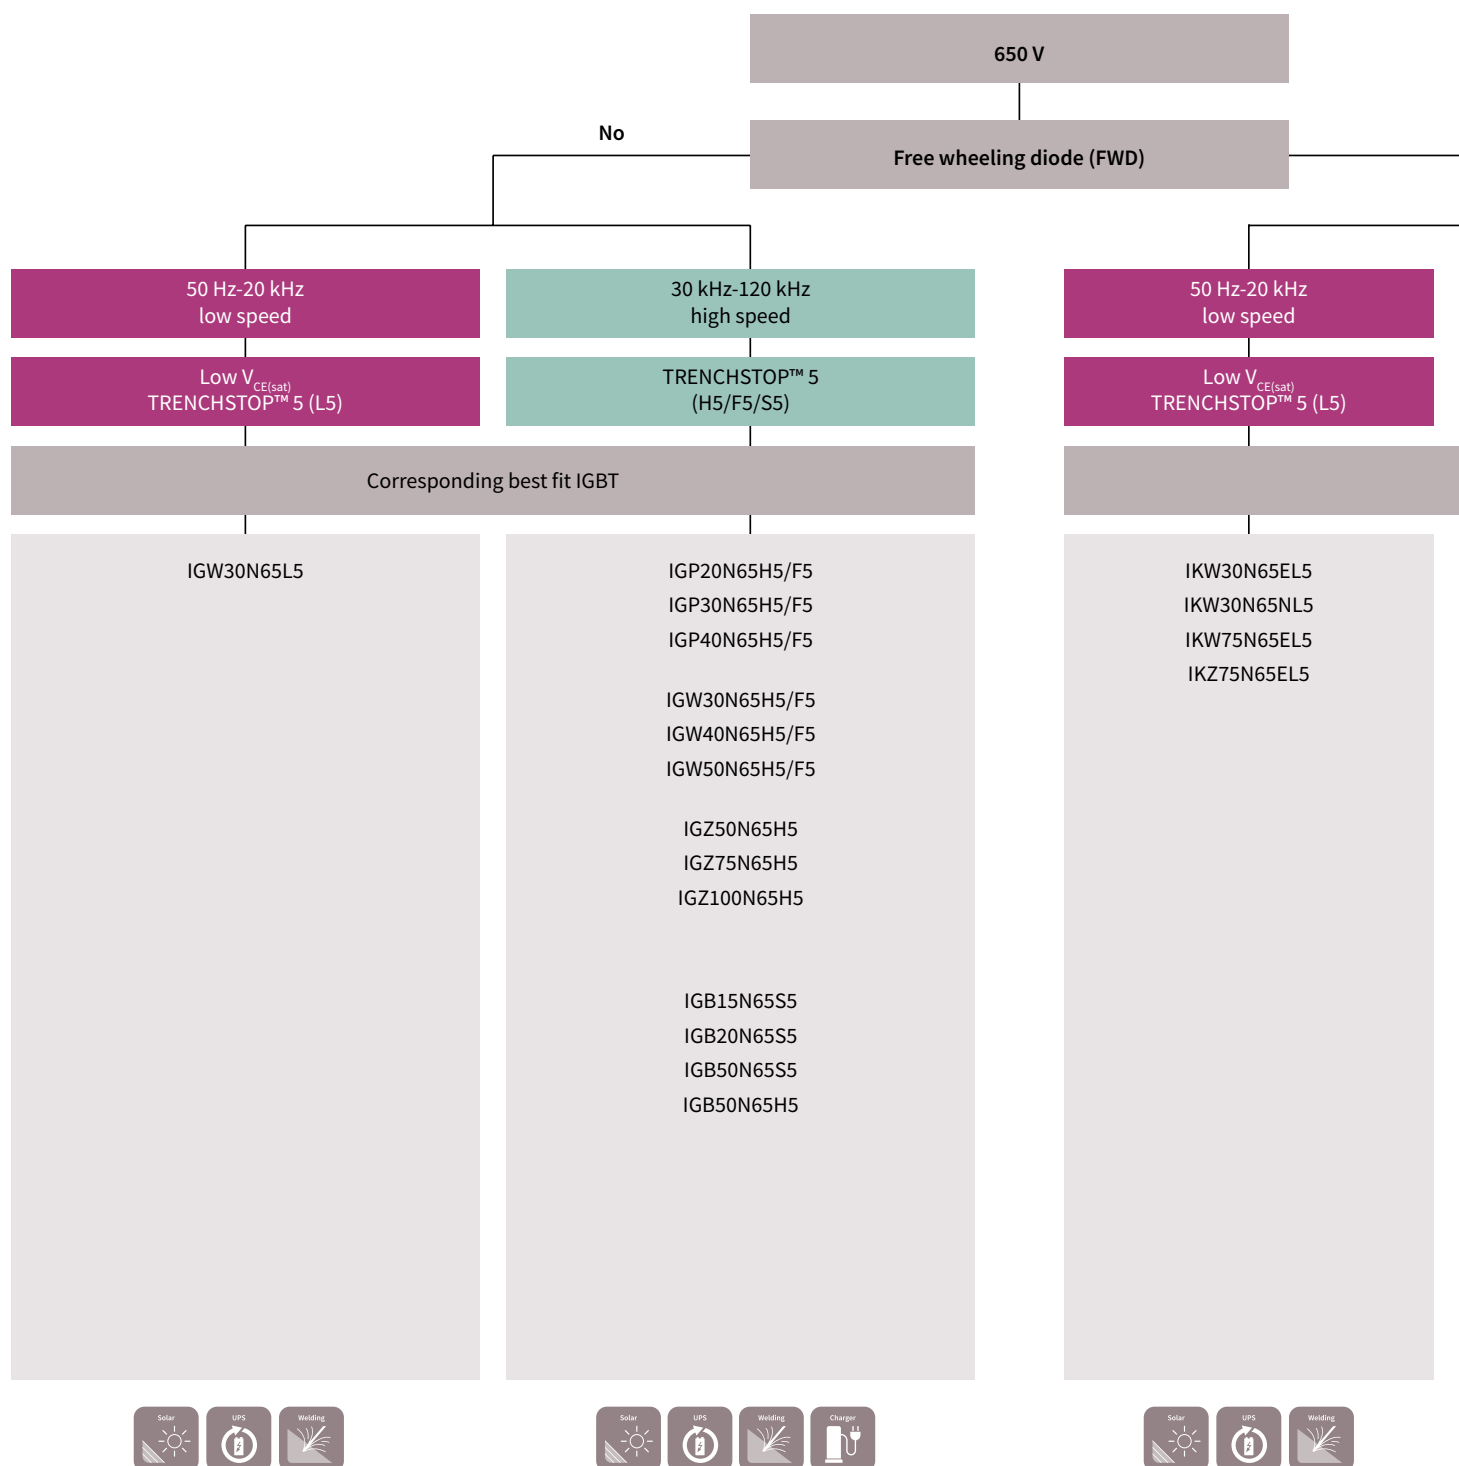 650 V
No
Free wheeling diode (FWD)
50 Hz-20 kHz
low speed
30 kHz-120 kHz
high speed
50 Hz-20 kHz
low speed
Low VCE(sat)
TRENCHSTOP™ 5 (L5)
TRENCHSTOP™ 5
(H5/F5/S5)
Low VCE(sat)
TRENCHSTOP™ 5 (L5)
Corresponding best fit IGBT
IGW30N65L5
IGP20N65H5/F5
IGP30N65H5/F5
IGP40N65H5/F5
IGW30N65H5/F5
IGW40N65H5/F5
IGW50N65H5/F5
IGZ50N65H5
IGZ75N65H5
IGZ100N65H5
IGB15N65S5
IGB20N65S5
IGB50N65S5
IGB50N65H5
IKW30N65EL5
IKW30N65NL5
IKW75N65EL5
IKZ75N65EL5
Solar
UPS
Welding
Solar
UPS
Welding
Charger
Solar
UPS
Welding